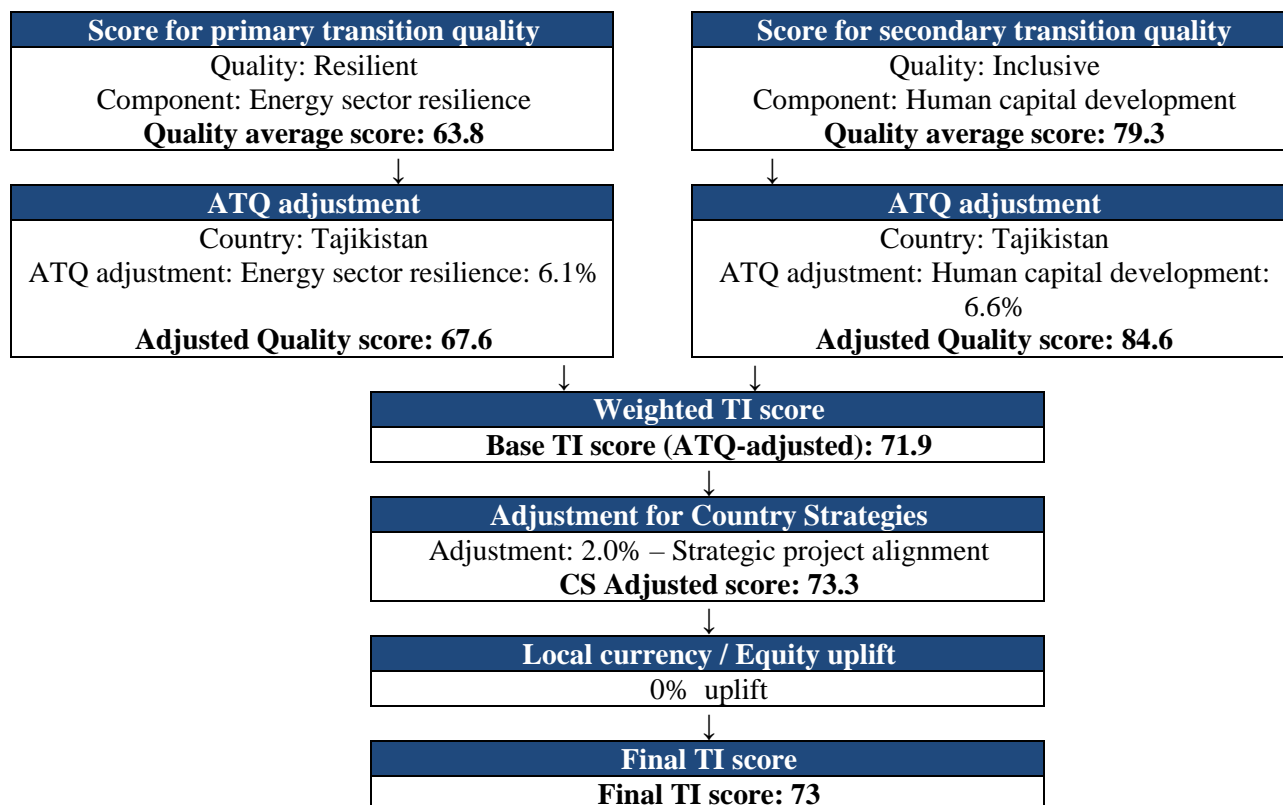 Score for primary transition quality
Quality: Resilient
Component: Energy sector resilience
Quality average score: 63.8
↓
ATQ adjustment
Country: Tajikistan
ATQ adjustment: Energy sector resilience: 6.1%
Adjusted Quality score: 67.6
↓
Score for secondary transition quality
Quality: Inclusive
Component: Human capital development
Quality average score: 79.3
↓
ATQ adjustment
Country: Tajikistan
ATQ adjustment: Human capital development:
6.6%
Adjusted Quality score: 84.6
↓
Weighted TI score
Base TI score (ATQ-adjusted): 71.9
↓
Adjustment for Country Strategies
Adjustment: 2.0% – Strategic project alignment
CS Adjusted score: 73.3
↓
Local currency / Equity uplift
0% uplift
↓
Final TI score
Final TI score: 73